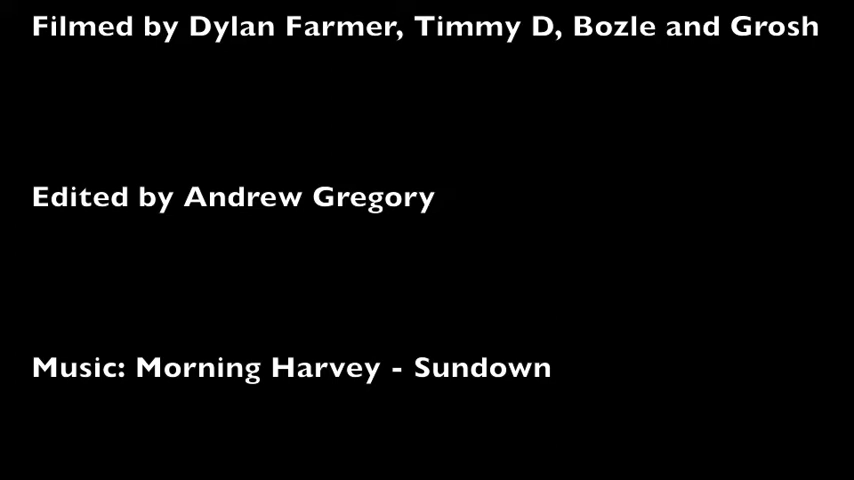 Filmed by Dylan Farmer, Timmy D, Bozle and Grosh
Edited by Andrew Gregory
Music: Morning Harvey - Sundown